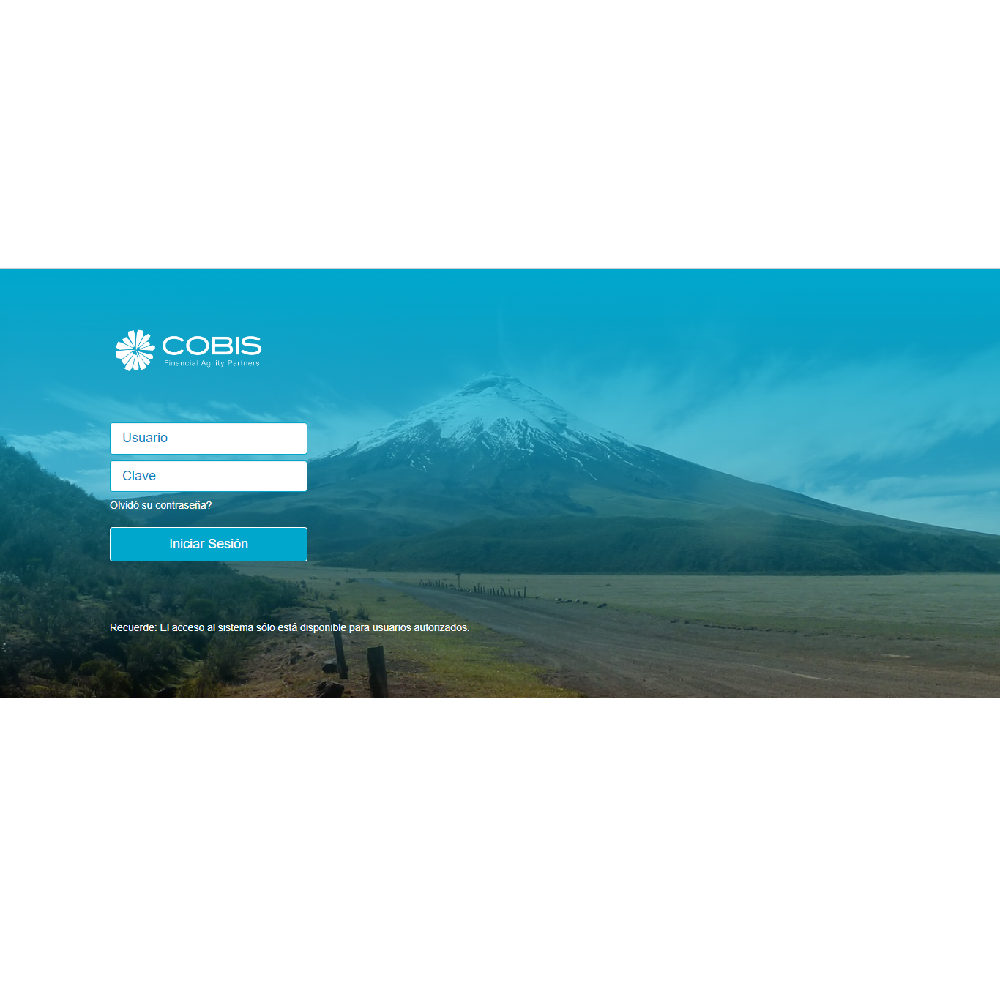 COBIS
Financial Agility Partners
Usuario
Clave
Olvidó su contraseña?
Iniciar Sesión
Recuerde: El acceso al sistema sólo está disponible para usuarios autorizados.